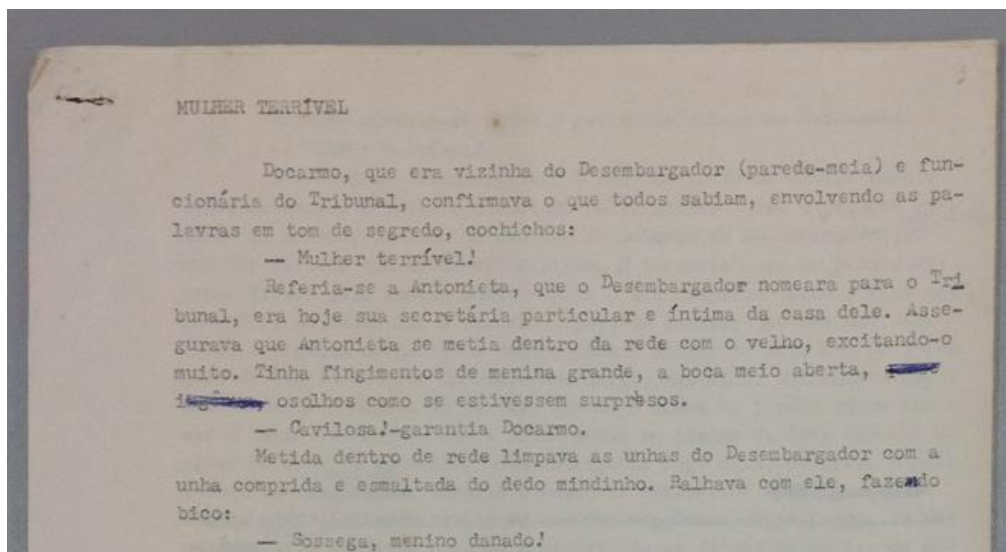 MULHER TERRÍVEL
Docarmo, que era vizinha do Desembargador (parede-meia) e fun-
cionária do Tribunal, confirmava o que todos sabiam, envolvendo as pa-
lavras em tom de segredo, cochichos:
— Mulher terrível!
Referia-se a Antonieta, que o Desembargador nomeara para o Tri
bunal, era hoje sua secretária particular e íntima da casa dele. Asse-
gurava que Antonieta se metia dentro da rede com o velho, excitando-o
muito. Tinha fingimentos de menina grande, a boca meio aberta,
osolhos como se estivessem surpresos.
— Cavilosa!-garantia Docarmo.
Metida dentro de rede limpava as unhas do Desembargador com a
unha comprida e esmaltada do dedo mindinho. Ralhava com ele, fazendo
bico:
— Sossega, menino danado!